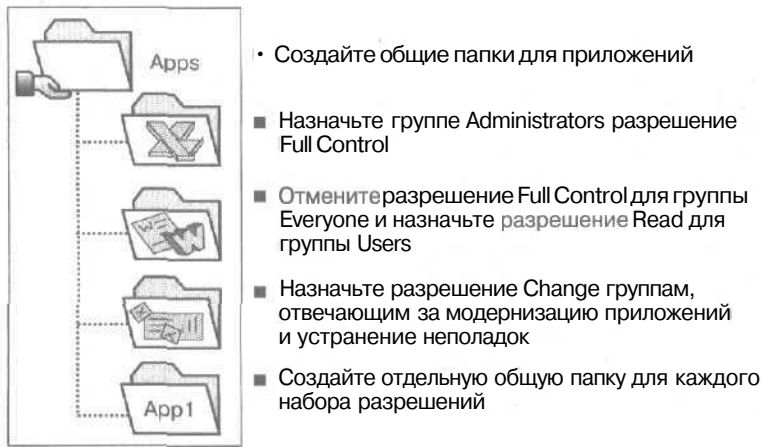 Apps
• Создайте общие папки для приложений
■ Назначьте группе Administrators разрешение
Full Control
■ Отмените разрешение Full Control для группы
Everyone и назначьте разрешение Read для
группы Users
■ Назначьте разрешение Change группам,
отвечающим за модернизацию приложений
и устранение неполадок
■ Создайте отдельную общую папку для каждого
набора разрешений
App1